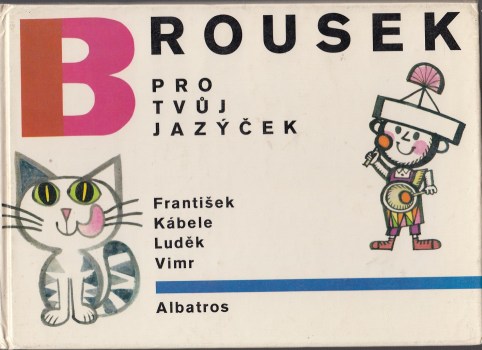 BROUSEK
PRO
TVŮJ
JAZÝČEK
František
Kábele
Luděk
Vimr
Albatros